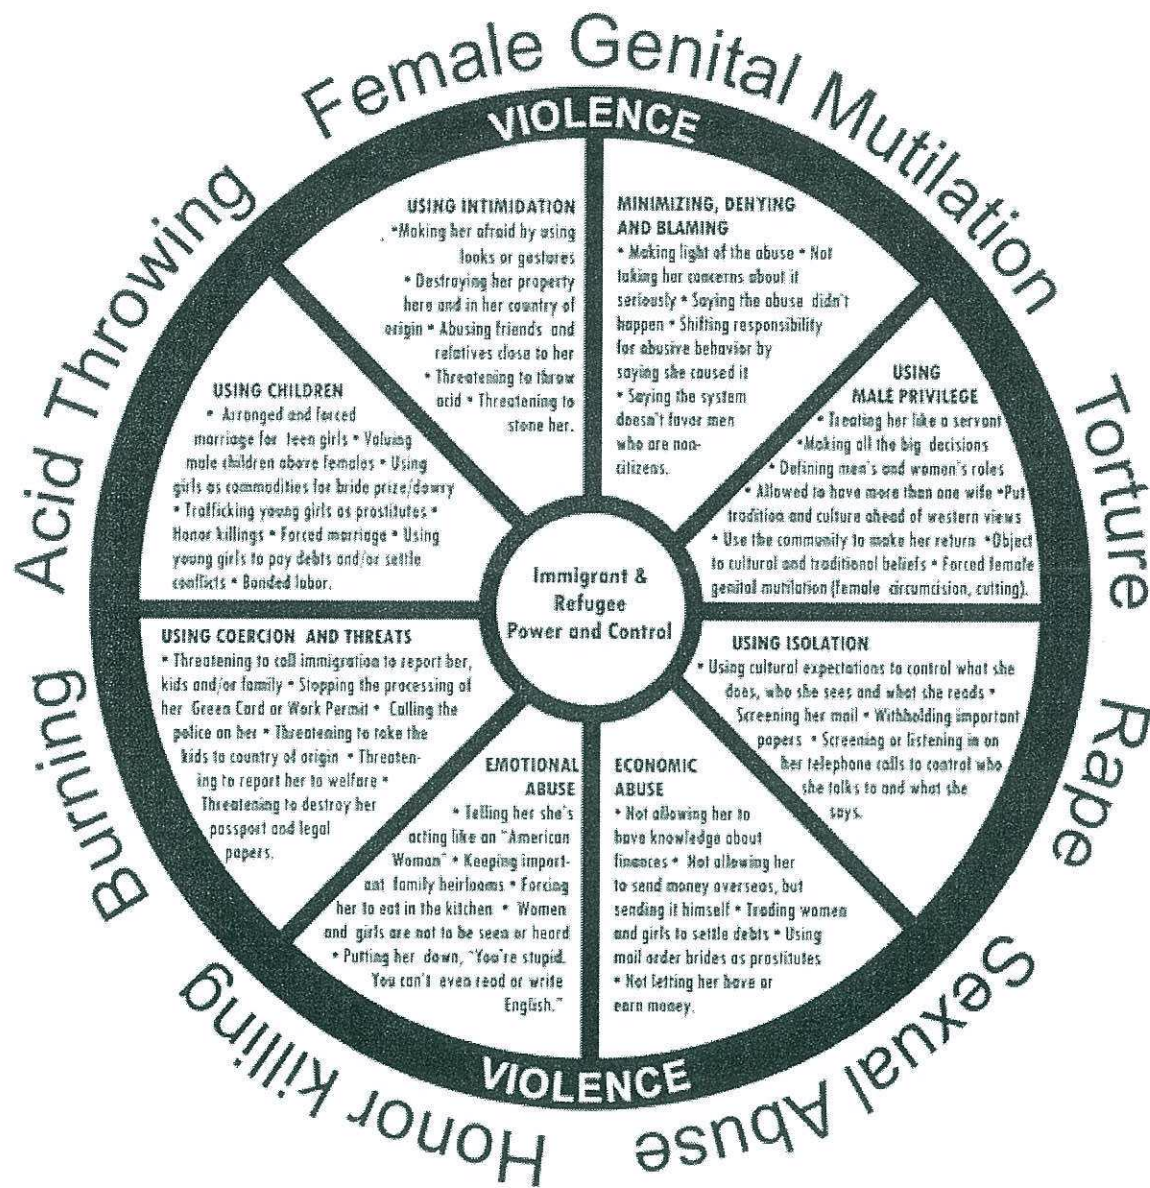 Female Genital Mutilation
Torture
Rape
Sexual Abuse
Honor killing
Burning
Acid Throwing
VIOLENCE
USING INTIMIDATION
•Making her afraid by using
looks or gestures
• Destroying her property
here and in her country of
origin • Abusing friends and
relatives close to her
• Threatening to throw
acid • Threatening to
stone her.
MINIMIZING, DENYING
AND BLAMING
• Making light of the abuse • Not
taking her concerns about it
seriously • Saying the abuse didn't
happen • Shifting responsibility
for abusive behavior by
saying she caused it
• Saying the system
doesn't favor men
who are non-
citizens.
USING
MALE PRIVILEGE
• Treating her like a servant
•Making all the big decisions
• Defining men's and women's roles
• Allowed to have more than one wife •Put
tradition and culture ahead of western views
• Use the community to make her return •Object
to cultural and traditional beliefs • Forced female
genital mutilation (female circumcision, cutting).
USING ISOLATION
• Using cultural expectations to control what she
does, who she sees and what she reads •
Screening her mail • Withholding important
papers • Screening or listening in on
her telephone calls to control who
she talks to and what she
says.
ECONOMIC
ABUSE
• Not allowing her to
have knowledge about
finances • Not allowing her
to send money overseas, but
sending it himself • Trading women
and girls to settle debts • Using
mail order brides as prostitutes
• Not letting her have or
earn money.
EMOTIONAL
ABUSE
• Telling her she's
acting like an "American
Woman" • Keeping import-
ant family heirlooms • Forcing
her to eat in the kitchen • Women
and girls are not to be seen or heard
• Putting her down, "You're stupid.
You can't even read or write
English."
USING COERCION AND THREATS
• Threatening to call immigration to report her,
kids and/or family • Stopping the processing of
her Green Card or Work Permit • Calling the
police on her • Threatening to take the
kids to country of origin • Threaten-
ing to report her to welfare •
Threatening to destroy her
passport and legal
papers.
USING CHILDREN
• Arranged and forced
marriage for teen girls • Valuing
male children above females • Using
girls as commodities for bride prize/dowry
• Trafficking young girls as prostitutes •
Honor killings • Forced marriage • Using
young girls to pay debts and/or settle
conflicts • Bonded labor.
Immigrant &
Refugee
Power and Control
VIOLENCE